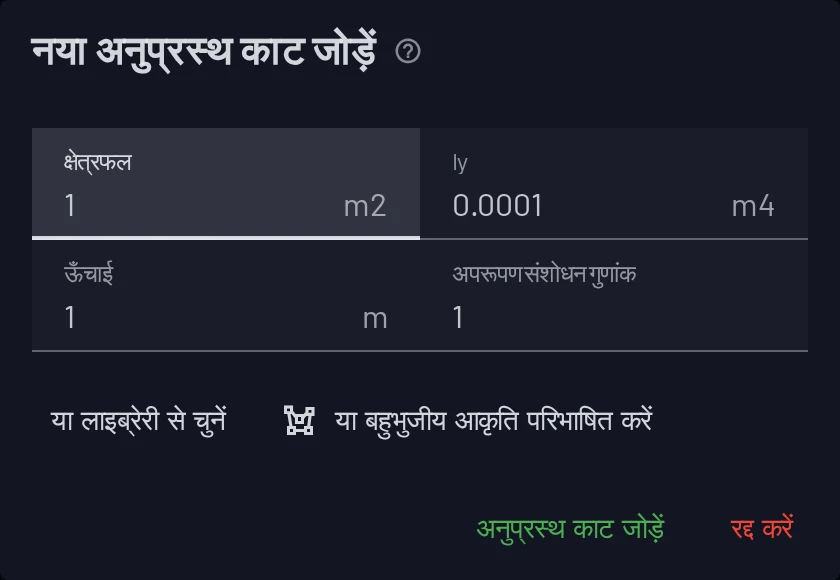 नया अनुप्रस्थ काट जोड़ें
क्षेत्रफल
1 m2
Iy
0.0001 m4
ऊँचाई
1 m
अपरूपण संशोधन गुणांक
1
या लाइब्रेरी से चुनें
या बहुभुजीय आकृति परिभाषित करें
अनुप्रस्थ काट जोड़ें
रद्द करें